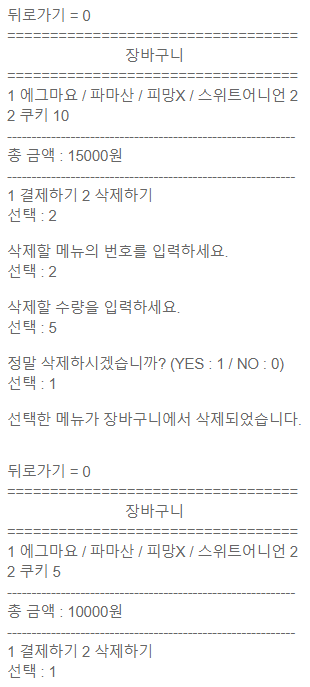 뒤로가기 = 0
==================================
장바구니
==================================
1 에그마요 / 파마산 / 피망X / 스위트어니언 2
2 쿠키 10
---------------------------------------------------------
총 금액 : 15000원
---------------------------------------------------------
1 결제하기 2 삭제하기
선택 : 2
삭제할 메뉴의 번호를 입력하세요.
선택 : 2
삭제할 수량을 입력하세요.
선택 : 5
정말 삭제하시겠습니까? (YES : 1 / NO : 0)
선택 : 1
선택한 메뉴가 장바구니에서 삭제되었습니다.
뒤로가기 = 0
==================================
장바구니
==================================
1 에그마요 / 파마산 / 피망X / 스위트어니언 2
2 쿠키 5
---------------------------------------------------------
총 금액 : 10000원
---------------------------------------------------------
1 결제하기 2 삭제하기
선택 : 1